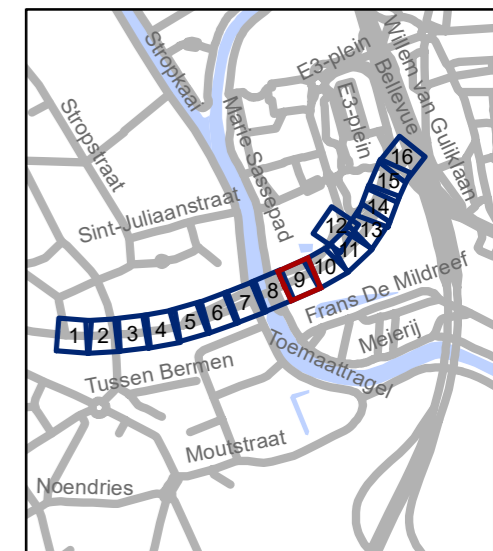 Stropkaai
E3-plein
Willem van Guliklaan
Bellevue
Stropstraat
Marie Sassepad
E3-plein
Sint-Juliaanstraat
16
15
14
13
12
11
10
9
8
7
6
5
4
3
2
1
Frans De Mildreef
Meierij
Toemaattragel
Tussen Bermen
Moutstraat
Noendries